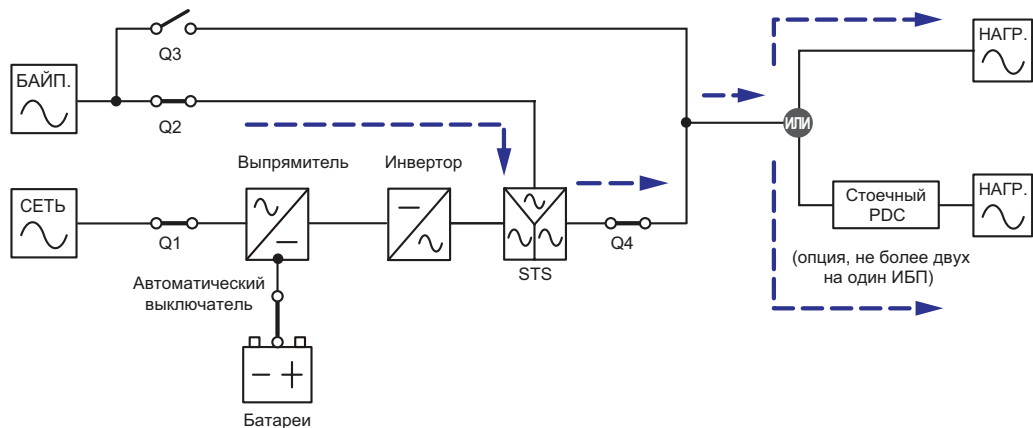 Q3
НАГР.
БАЙП.
Q2
ИЛИ
Выпрямитель
Инвертор
СЕТЬ
Q1
STS
Q4
Стоечный
PDC
НАГР.
(опция, не более двух
на один ИБП)
Автоматический
выключатель
Батареи